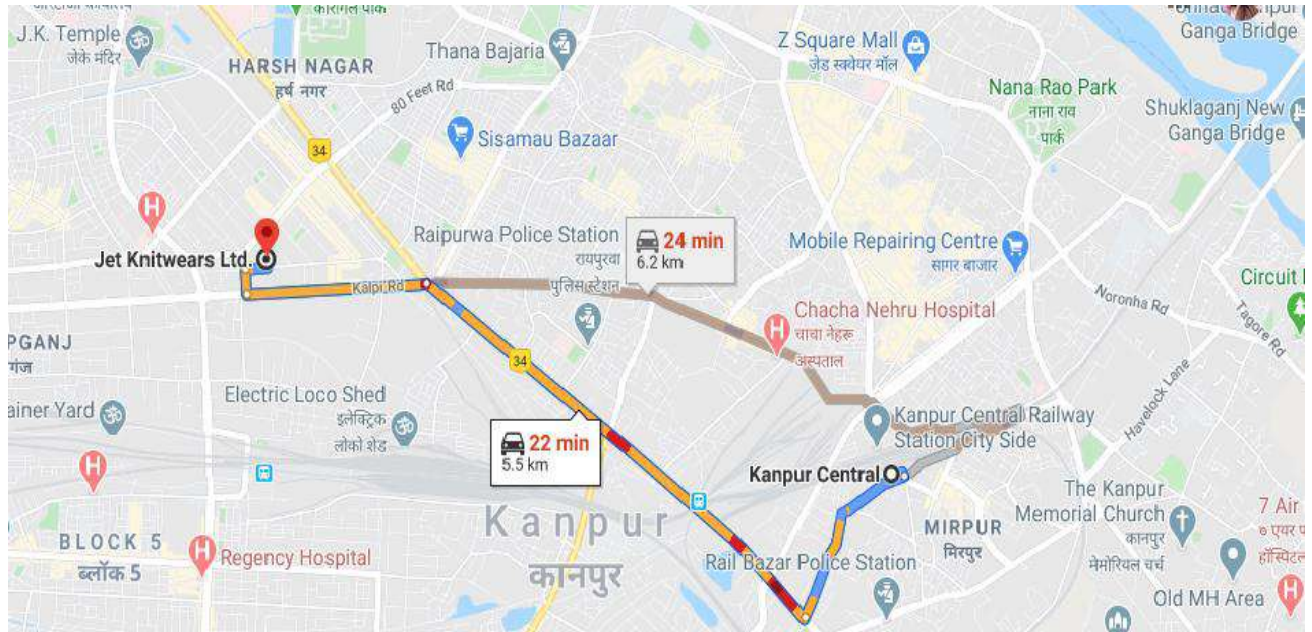 कारगिल पार्क
J.K. Temple
जेके मंदिर
HARSH NAGAR
हर्ष नगर
Thana Bajaria
Z Square Mall
जेड स्क्वेयर मॉल
Ganga Bridge
80 Feet Rd
Nana Rao Park
नाना राव
पार्क
Shuklaganj New
Ganga Bridge
34
Sisamau Bazaar
H
Jet Knitwears Ltd.
Raipurwa Police Station
रायपुरवा
पुलिस स्टेशन
24 min
6.2 km
Mobile Repairing Centre
सागर बाजार
Kalpi Rd
Circuit
Noronha Rd
Tagore Rd
Chacha Nehru Hospital
चाचा नेहरू
अस्पताल
H
PGANJ
गंज
34
Electric Loco Shed
इलेक्ट्रिक
लोको शेड
ainer Yard
Havelock Lane
Kanpur Central Railway
Station City Side
22 min
5.5 km
H
Kanpur Central
Kanpur
कानपुर
The Kanpur
Memorial Church
कानपुर
मेमोरियल चर्च
MIRPUR
मिरपुर
7 Air
७ एयर
हॉस्पिटल
BLOCK 5
ब्लॉक 5
H
Regency Hospital
Rail Bazar Police Station
Old MH Area
H